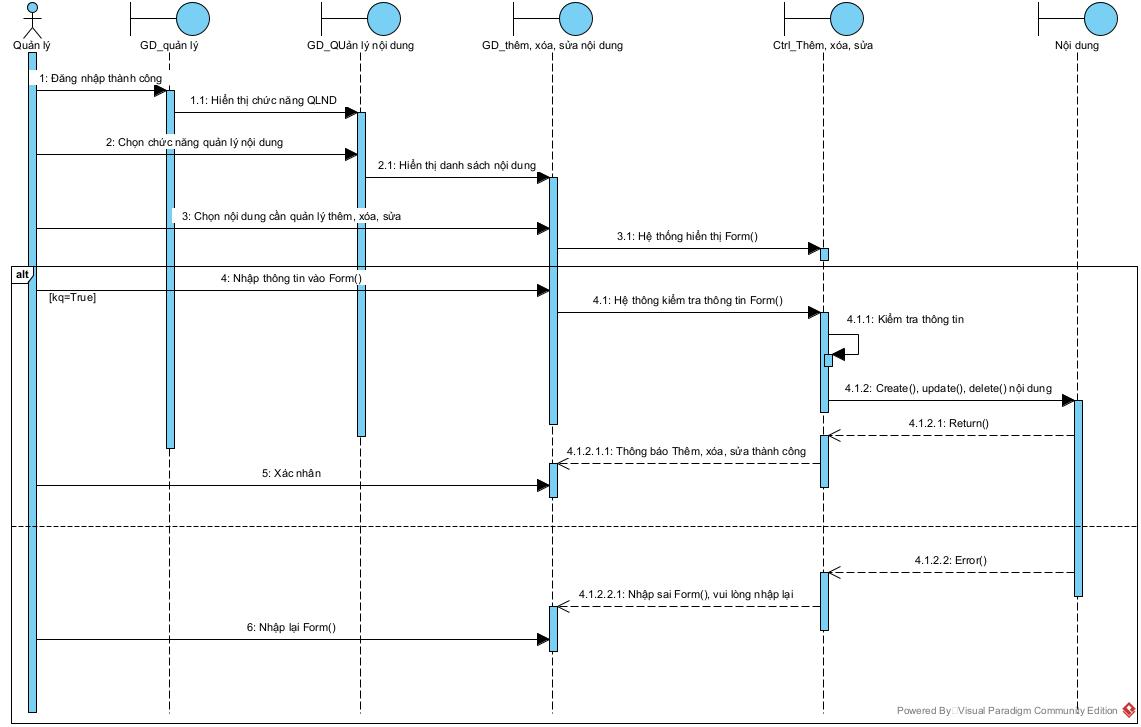 Quản lý
GD_quản lý
GD_QUản lý nội dung
GD_thêm, xóa, sửa nội dung
Ctrl_Thêm, xóa, sửa
Nội dung
1: Đăng nhập thành công
1.1: Hiển thị chức năng QLND
2: Chọn chức năng quản lý nội dung
2.1: Hiển thị danh sách nội dung
3: Chọn nội dung cần quản lý thêm, xóa, sửa
3.1: Hệ thống hiển thị Form()
alt
4: Nhập thông tin vào Form()
[kq=True]
4.1: Hệ thông kiểm tra thông tin Form()
4.1.1: Kiểm tra thông tin
4.1.2: Create(), update(), delete() nội dung
4.1.2.1: Return()
4.1.2.1.1: Thông báo Thêm, xóa, sửa thành công
5: Xác nhân
4.1.2.2: Error()
4.1.2.2.1: Nhập sai Form(), vui lòng nhập lại
6: Nhập lại Form()
Powered By Visual Paradigm Community Edition